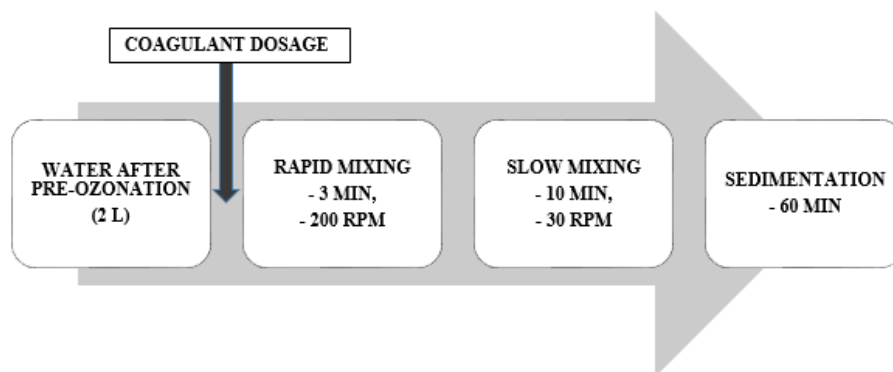 COAGULANT DOSAGE
WATER AFTER
PRE-OZONATION
(2 L)
RAPID MIXING
- 3 MIN,
- 200 RPM
SLOW MIXING
- 10 MIN,
- 30 RPM
SEDIMENTATION
- 60 MIN